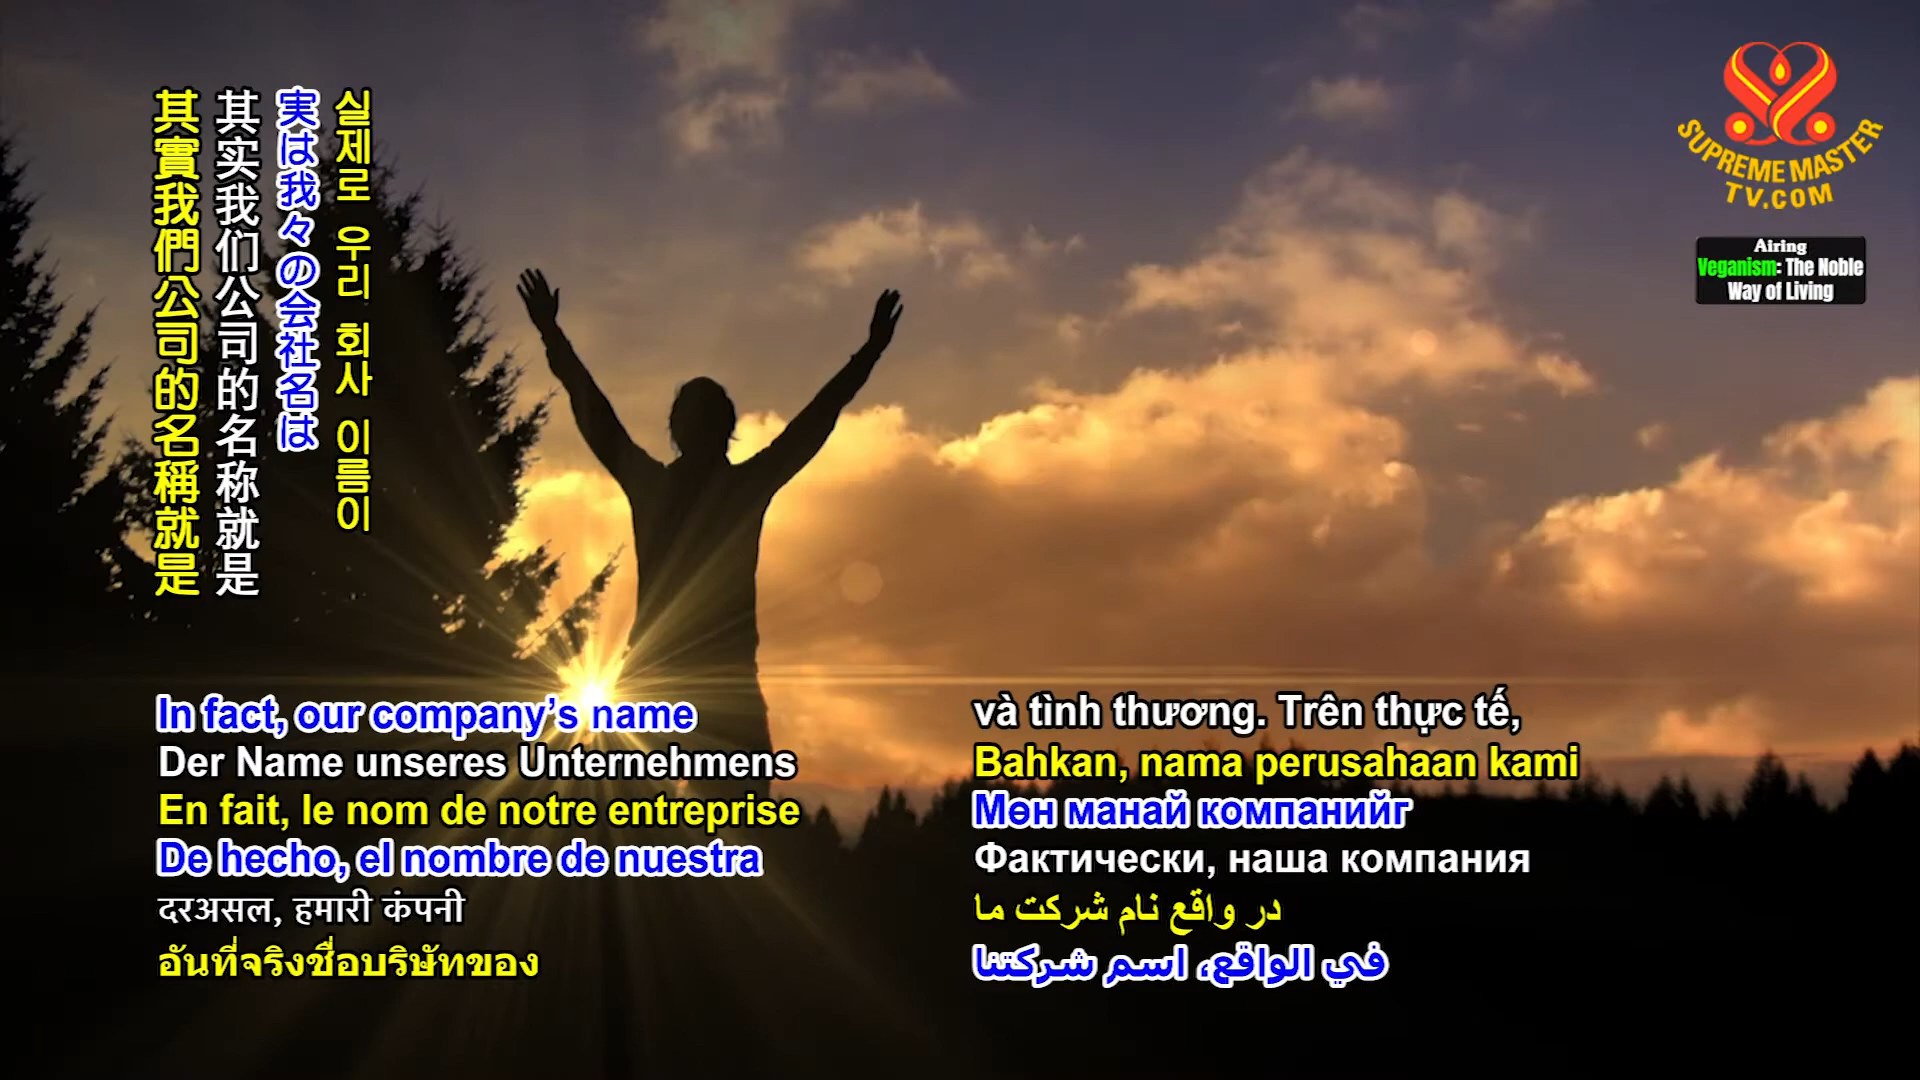 其實我們公司的名稱就是
其实我们公司的名称就是
実は我々の会社名は
실제로 우리 회사 이름이
SUPREME MASTER
TV.COM
Airing
Veganism: The Noble
Way of Living
In fact, our company’s name
Der Name unseres Unternehmens
En fait, le nom de notre entreprise
De hecho, el nombre de nuestra
दरअसल, हमारी कंपनी
อันที่จริงชื่อบริษัทของ
và tình thương. Trên thực tế,
Bahkan, nama perusahaan kami
Мөн манай компанийг
Фактически, наша компания
در واقع نام شرکت ما
في الواقع، اسم شركتنا